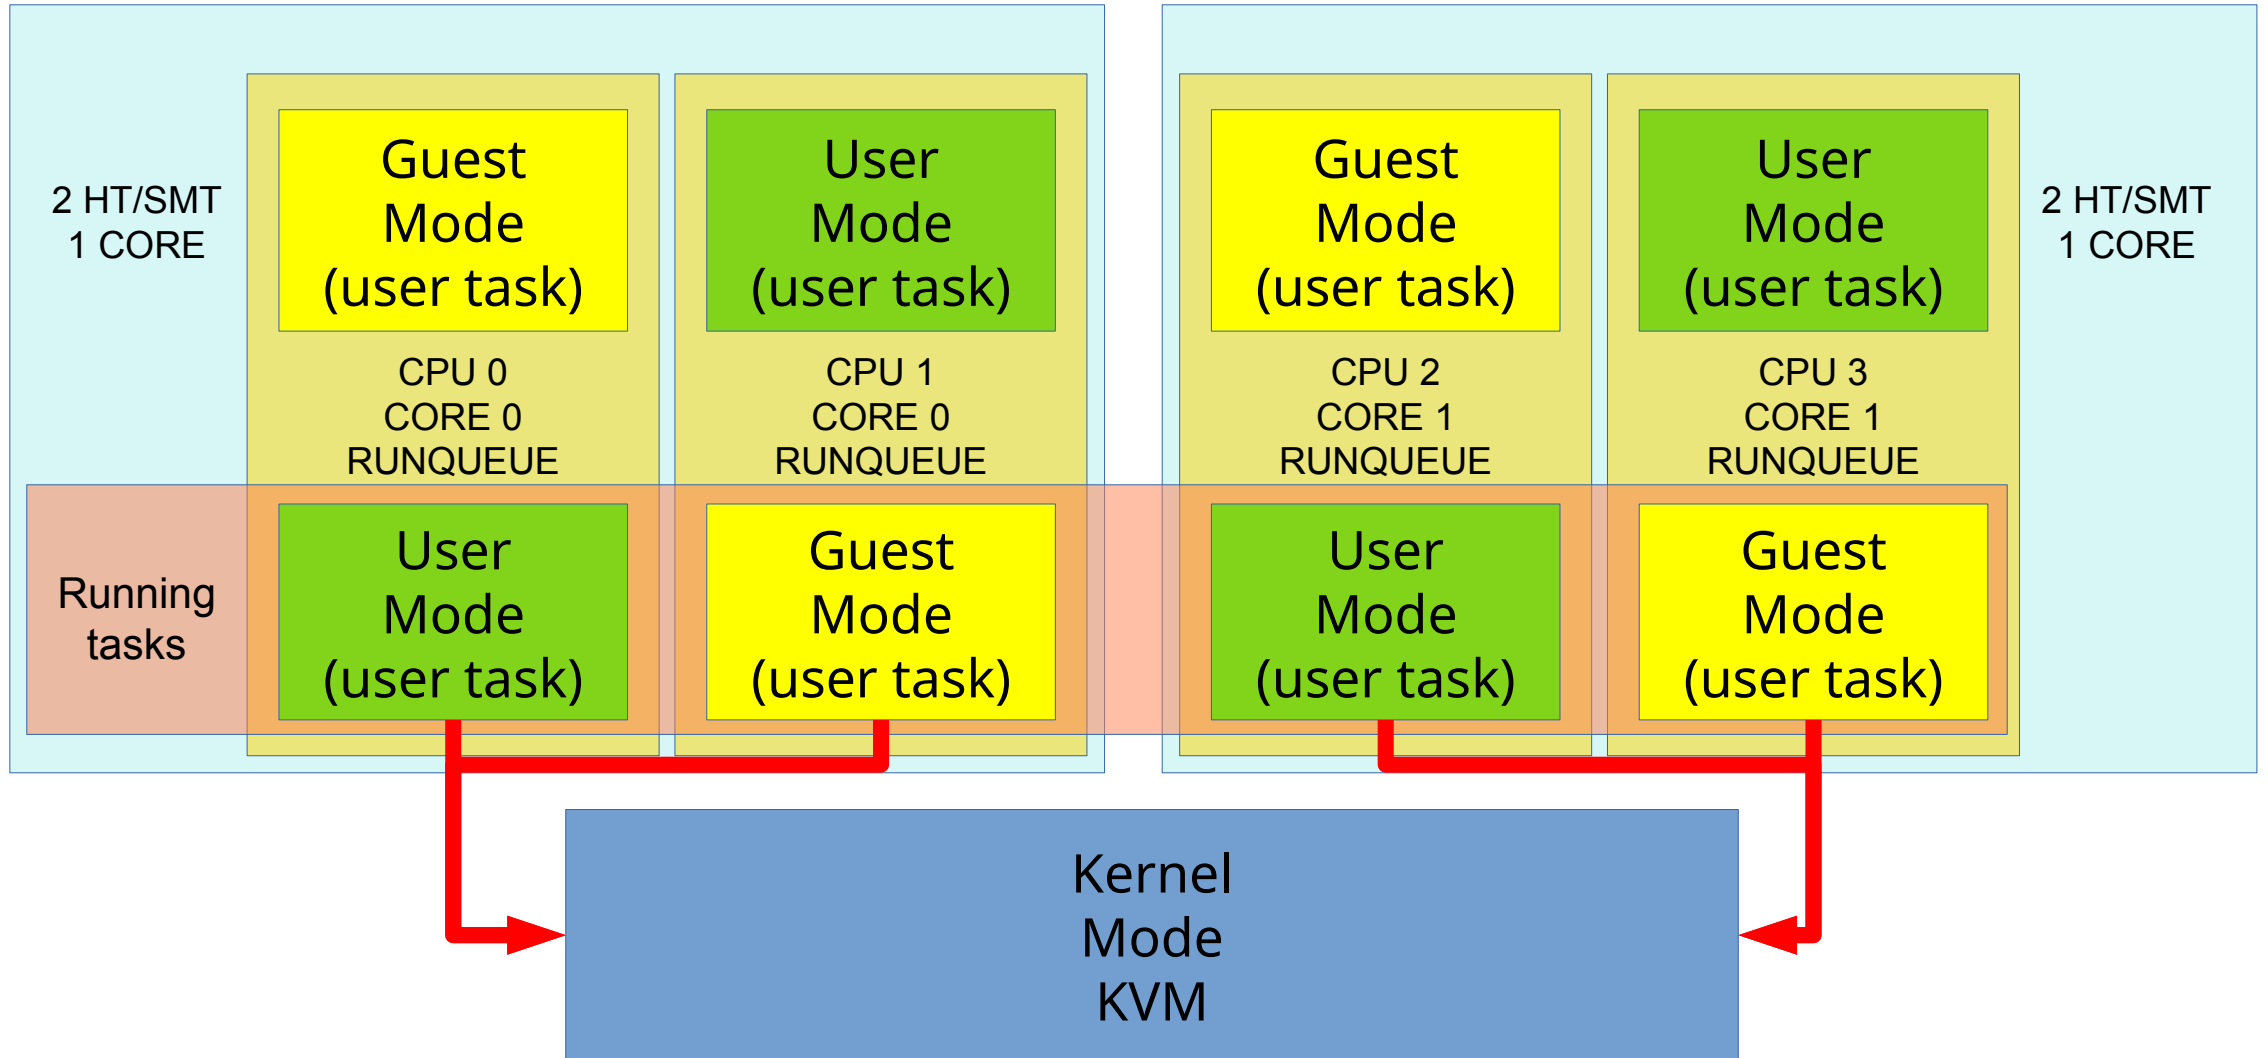 2 HT/SMT
1 CORE
Guest
Mode
(user task)
CPU 0
CORE 0
RUNQUEUE
User
Mode
(user task)
CPU 1
CORE 0
RUNQUEUE
Guest
Mode
(user task)
CPU 2
CORE 1
RUNQUEUE
User
Mode
(user task)
CPU 3
CORE 1
RUNQUEUE
2 HT/SMT
1 CORE
Running
tasks
User
Mode
(user task)
Guest
Mode
(user task)
User
Mode
(user task)
Guest
Mode
(user task)
Kernel
Mode
KVM